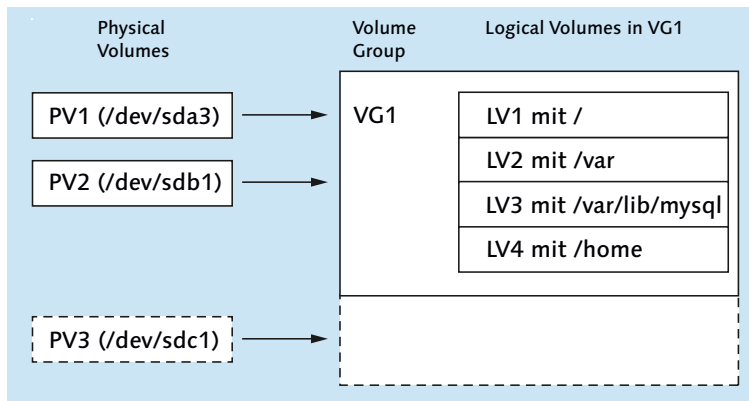 Physical
Volumes
Volume
Group
Logical Volumes in VG1
PV1 (/dev/sda3)
VG1
LV1 mit /
PV2 (/dev/sdb1)
LV2 mit /var
LV3 mit /var/lib/mysql
LV4 mit /home
PV3 (/dev/sdc1)